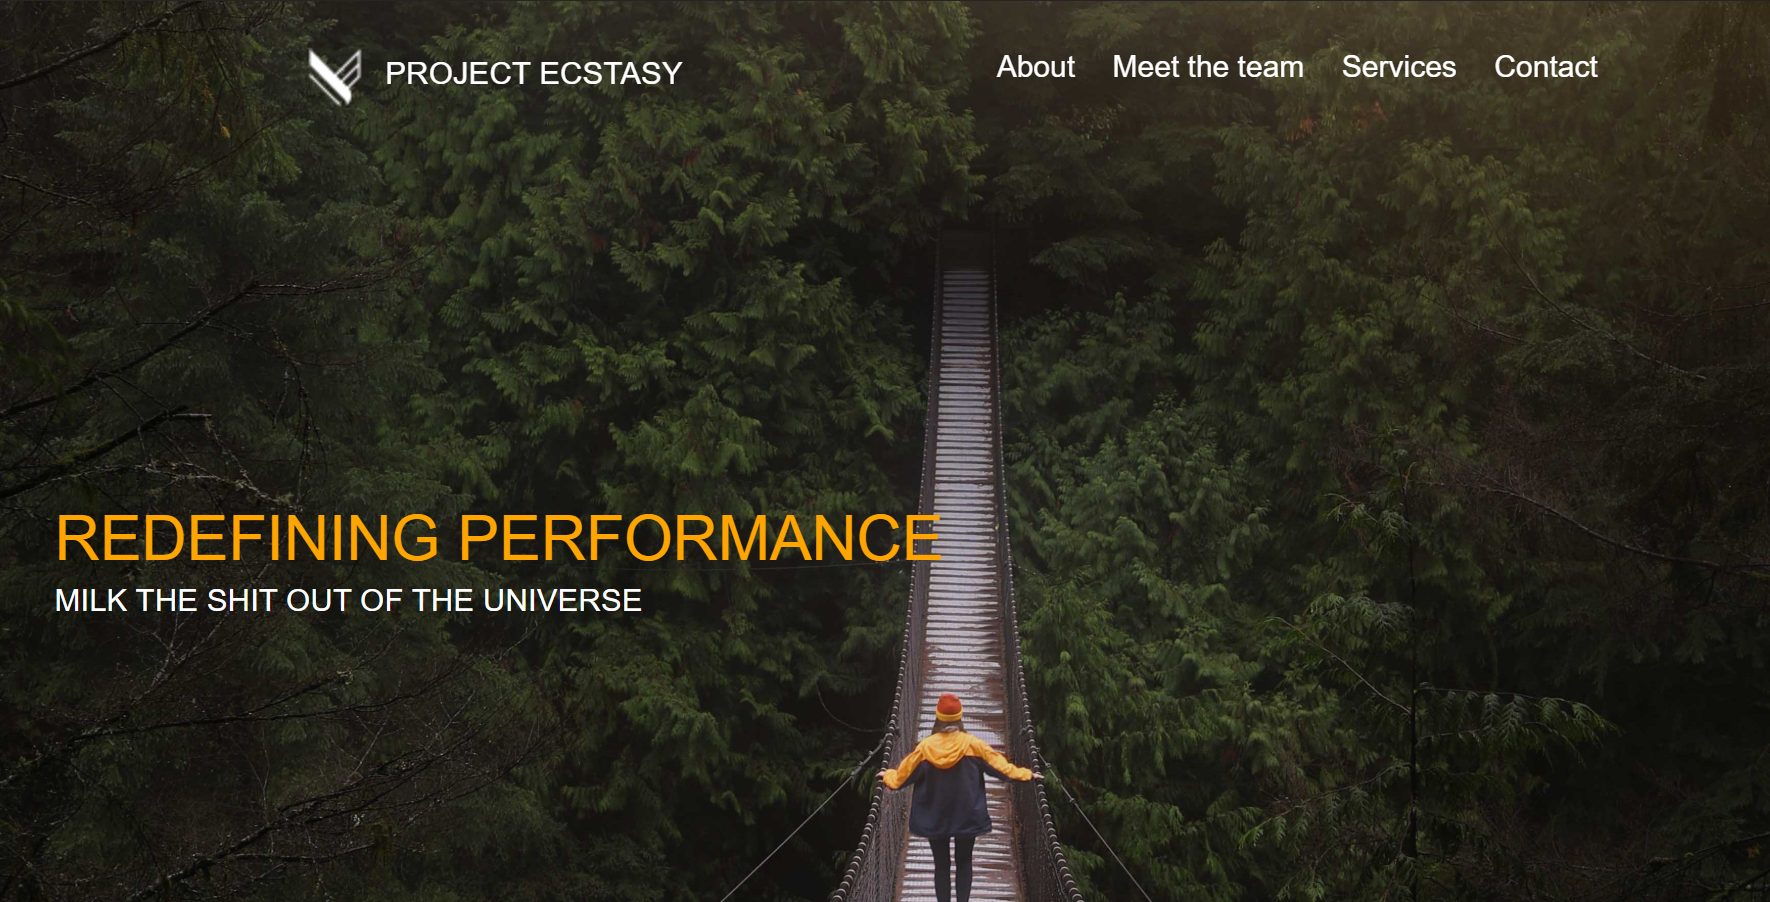 PROJECT ECSTASY
About Meet the team Services Contact
REDEFINING PERFORMANCE
MILK THE SHIT OUT OF THE UNIVERSE